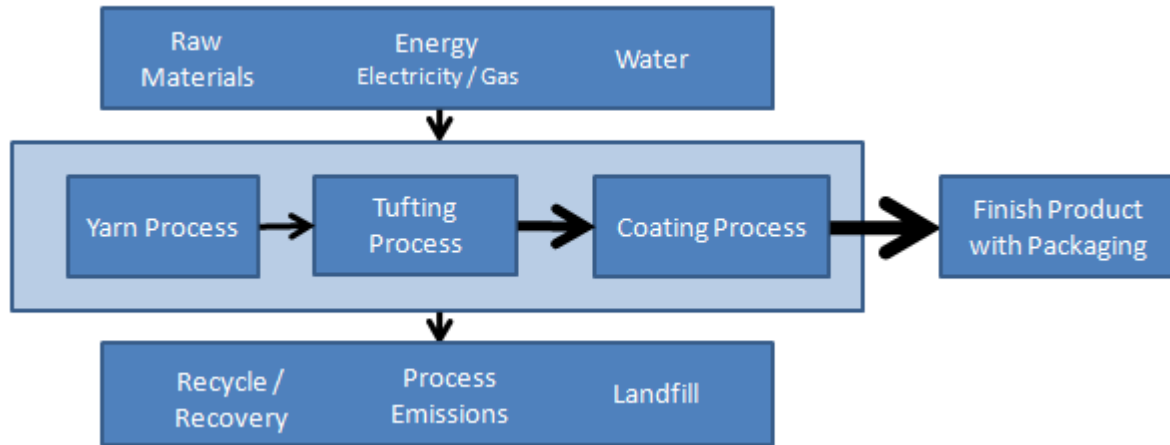 Raw
Materials
Energy
Electricity / Gas
Water
Yarn Process
Tufting
Process
Coating Process
Finish Product
with Packaging
Recycle /
Recovery
Process
Emissions
Landfill